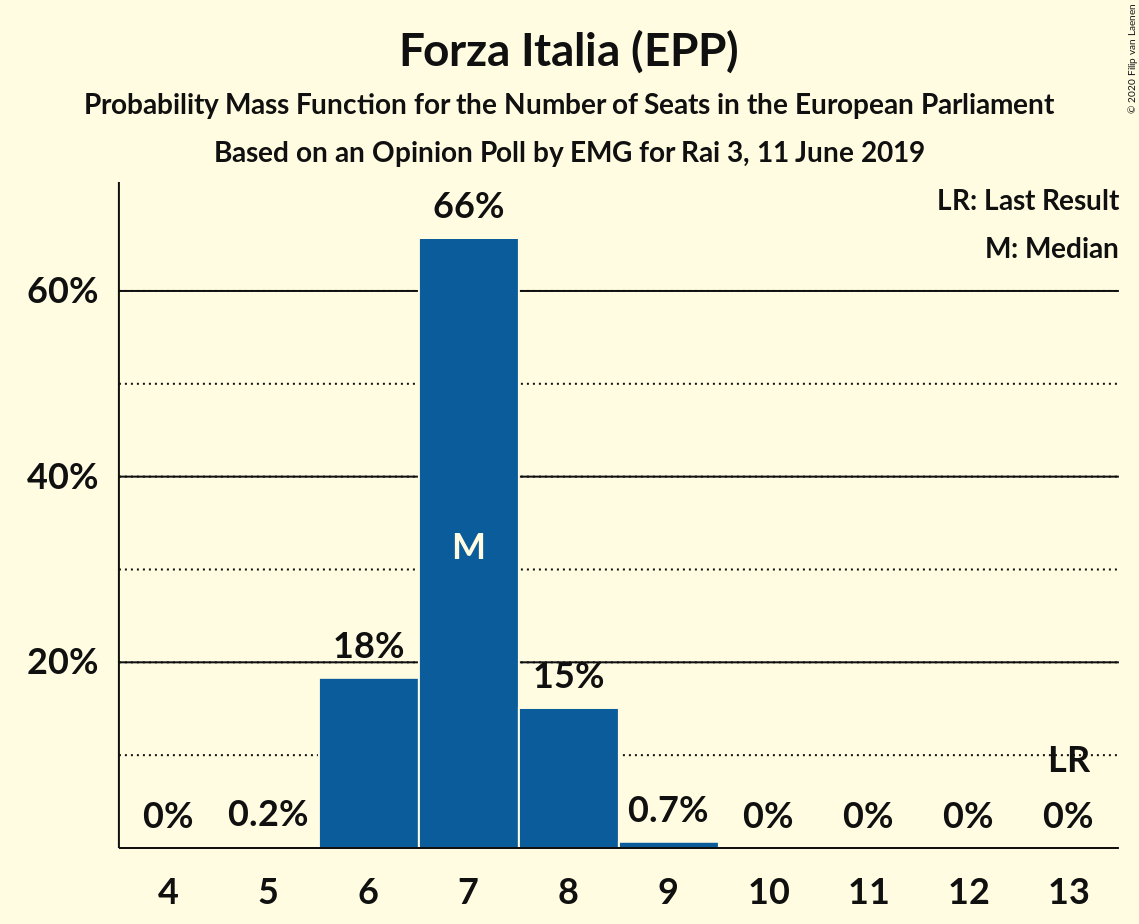 Forza Italia (EPP)
Probability Mass Function for the Number of Seats in the European Parliament
Based on an Opinion Poll by EMG for Rai 3, 11 June 2019
© 2020 Filip van Laenen
LR: Last Result
M: Median
60%
40%
20%
0%
0.2%
18%
66%
M
15%
0.7%
0%
0%
0%
LR
0%
4
5
6
7
8
9
10
11
12
13